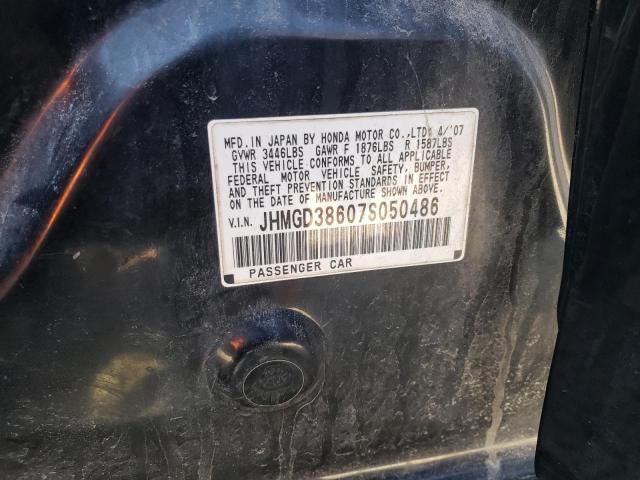 MFD. IN JAPAN BY HONDA MOTOR CO.,LTD: 4/'07
GVWR 3446LBS GAWR F 1876LBS R 1587LBS
THIS VEHICLE CONFORMS TO ALL APPLICABLE
FEDERAL MOTOR VEHICLE SAFETY, BUMPER,
AND THEFT PREVENTION STANDARDS IN EFFECT
ON THE DATE OF MANUFACTURE SHOWN ABOVE.
V.I.N. JHMGD38607S050486
PASSENGER CAR